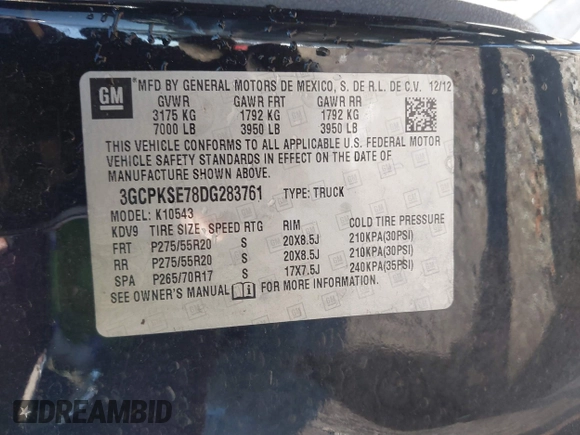 GM
MFD BY GENERAL MOTORS DE MEXICO, S. DE R.L. DE C.V. 12/12
GVWR GAWR FRT GAWR RR
3175 KG 1792 KG 1792 KG
7000 LB 3950 LB 3950 LB
THIS VEHICLE CONFORMS TO ALL APPLICABLE U.S. FEDERAL MOTOR
VEHICLE SAFETY STANDARDS IN EFFECT ON THE DATE OF
MANUFACTURE SHOWN ABOVE.
3GCPKSE78DG283761 TYPE: TRUCK
MODEL: K10543
KDV9 TIRE SIZE SPEED RTG RIM COLD TIRE PRESSURE
FRT P275/55R20 S 20X8.5J 210KPA(30PSI)
RR P275/55R20 S 20X8.5J 210KPA(30PSI)
SPA P265/70R17 S 17X7.5J 240KPA(35PSI)
SEE OWNER'S MANUAL FOR MORE INFORMATION.
DREAMBID